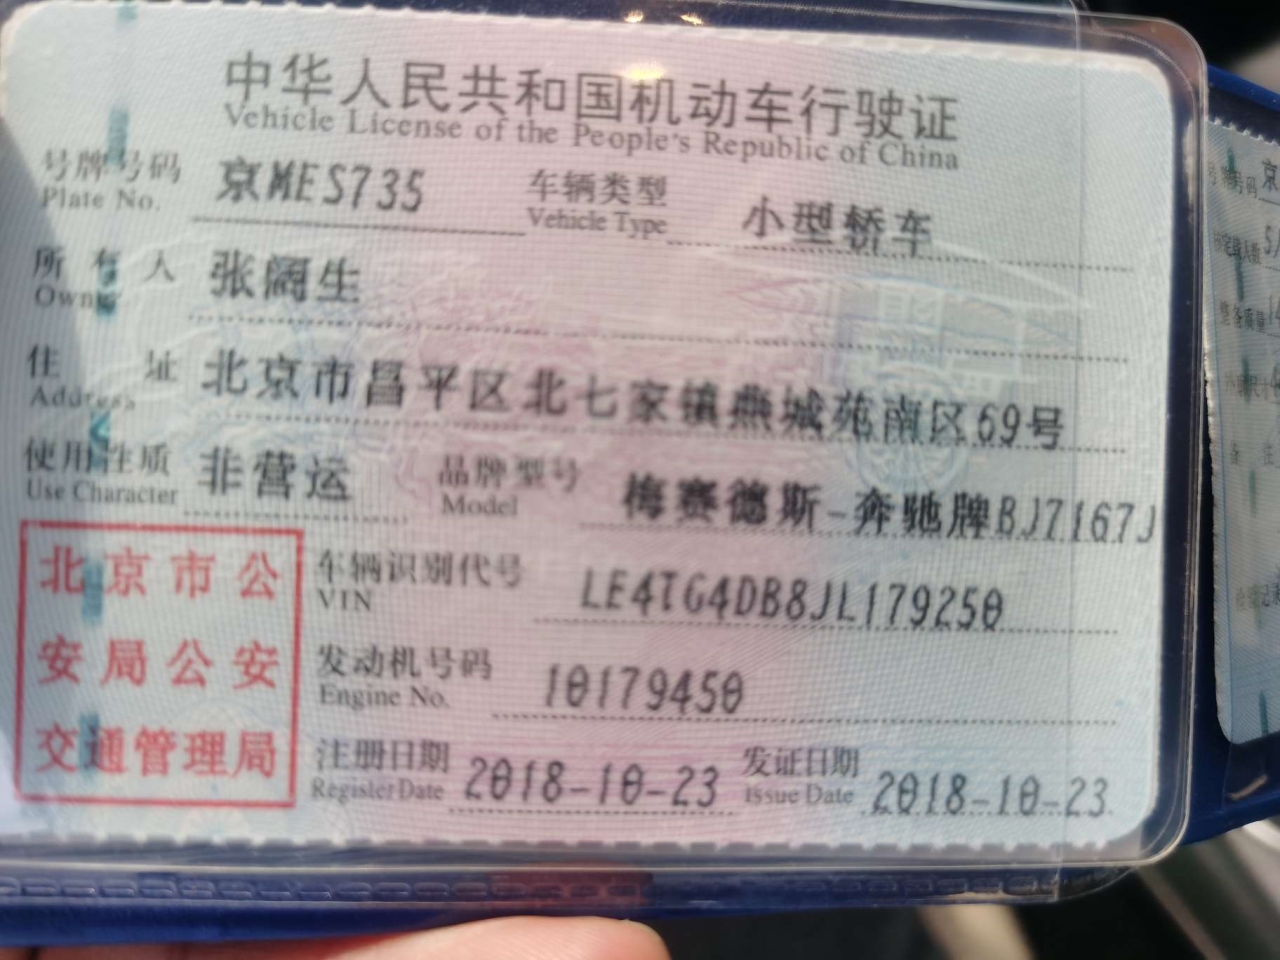 中华人民共和国机动车行驶证
Vehicle License of the People's Republic of China
号牌号码 京MES735 车辆类型 小型轿车
Plate No. Vehicle Type
所有人 张阔生
Owner
住址 北京市昌平区北七家镇燕城苑南区69号
Address
使用性质 非营运 品牌型号 梅赛德斯-奔驰牌BJ7167J
Use Character Model
北京市公
安局公安
交通管理局
车辆识别代号 LE4TG4DB8JL179250
VIN
发动机号码 10179450
Engine No.
注册日期 2018-10-23 发证日期 2018-10-23
Register Date Issue Date
号牌号码 京